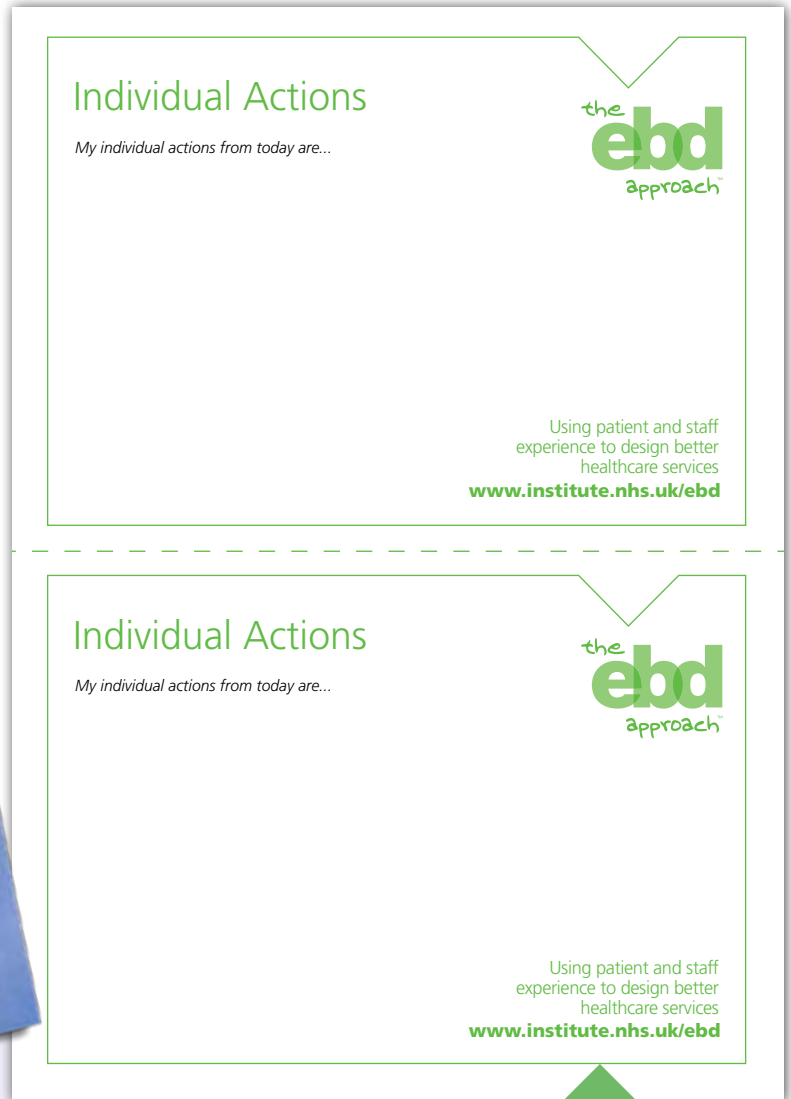 Individual Actions
My individual actions from today are...
the
ebd
approach™
Using patient and staff
experience to design better
healthcare services
www.institute.nhs.uk/ebd
Individual Actions
My individual actions from today are...
the
ebd
approach™
Using patient and staff
experience to design better
healthcare services
www.institute.nhs.uk/ebd